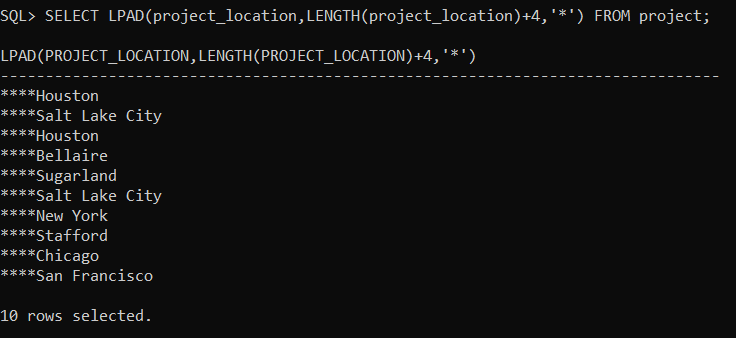 SQL> SELECT LPAD(project_location,LENGTH(project_location)+4,'*') FROM project;
LPAD(PROJECT_LOCATION,LENGTH(PROJECT_LOCATION)+4,'*')
--------------------------------------------------------------------------------
****Houston
****Salt Lake City
****Houston
****Bellaire
****Sugarland
****Salt Lake City
****New York
****Stafford
****Chicago
****San Francisco
10 rows selected.